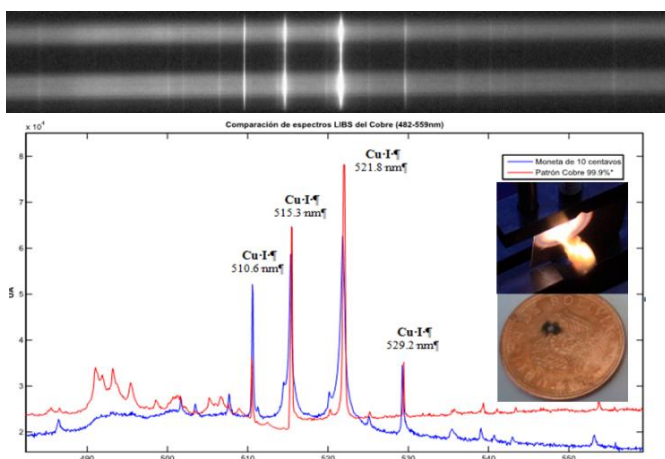 Comparación de espectros LIBS del Cobre (482-559nm)
x 10⁴
8
7
6
5
4
3
2
Cu·I·¶
510.6·nm¶
Cu·I·¶
515.3·nm¶
Cu·I·¶
521.8·nm¶
Cu·I·¶
529.2·nm¶
Moneta de 10 centavos
Patrón Cobre 99.9%*
490
500
510
520
530
540
550